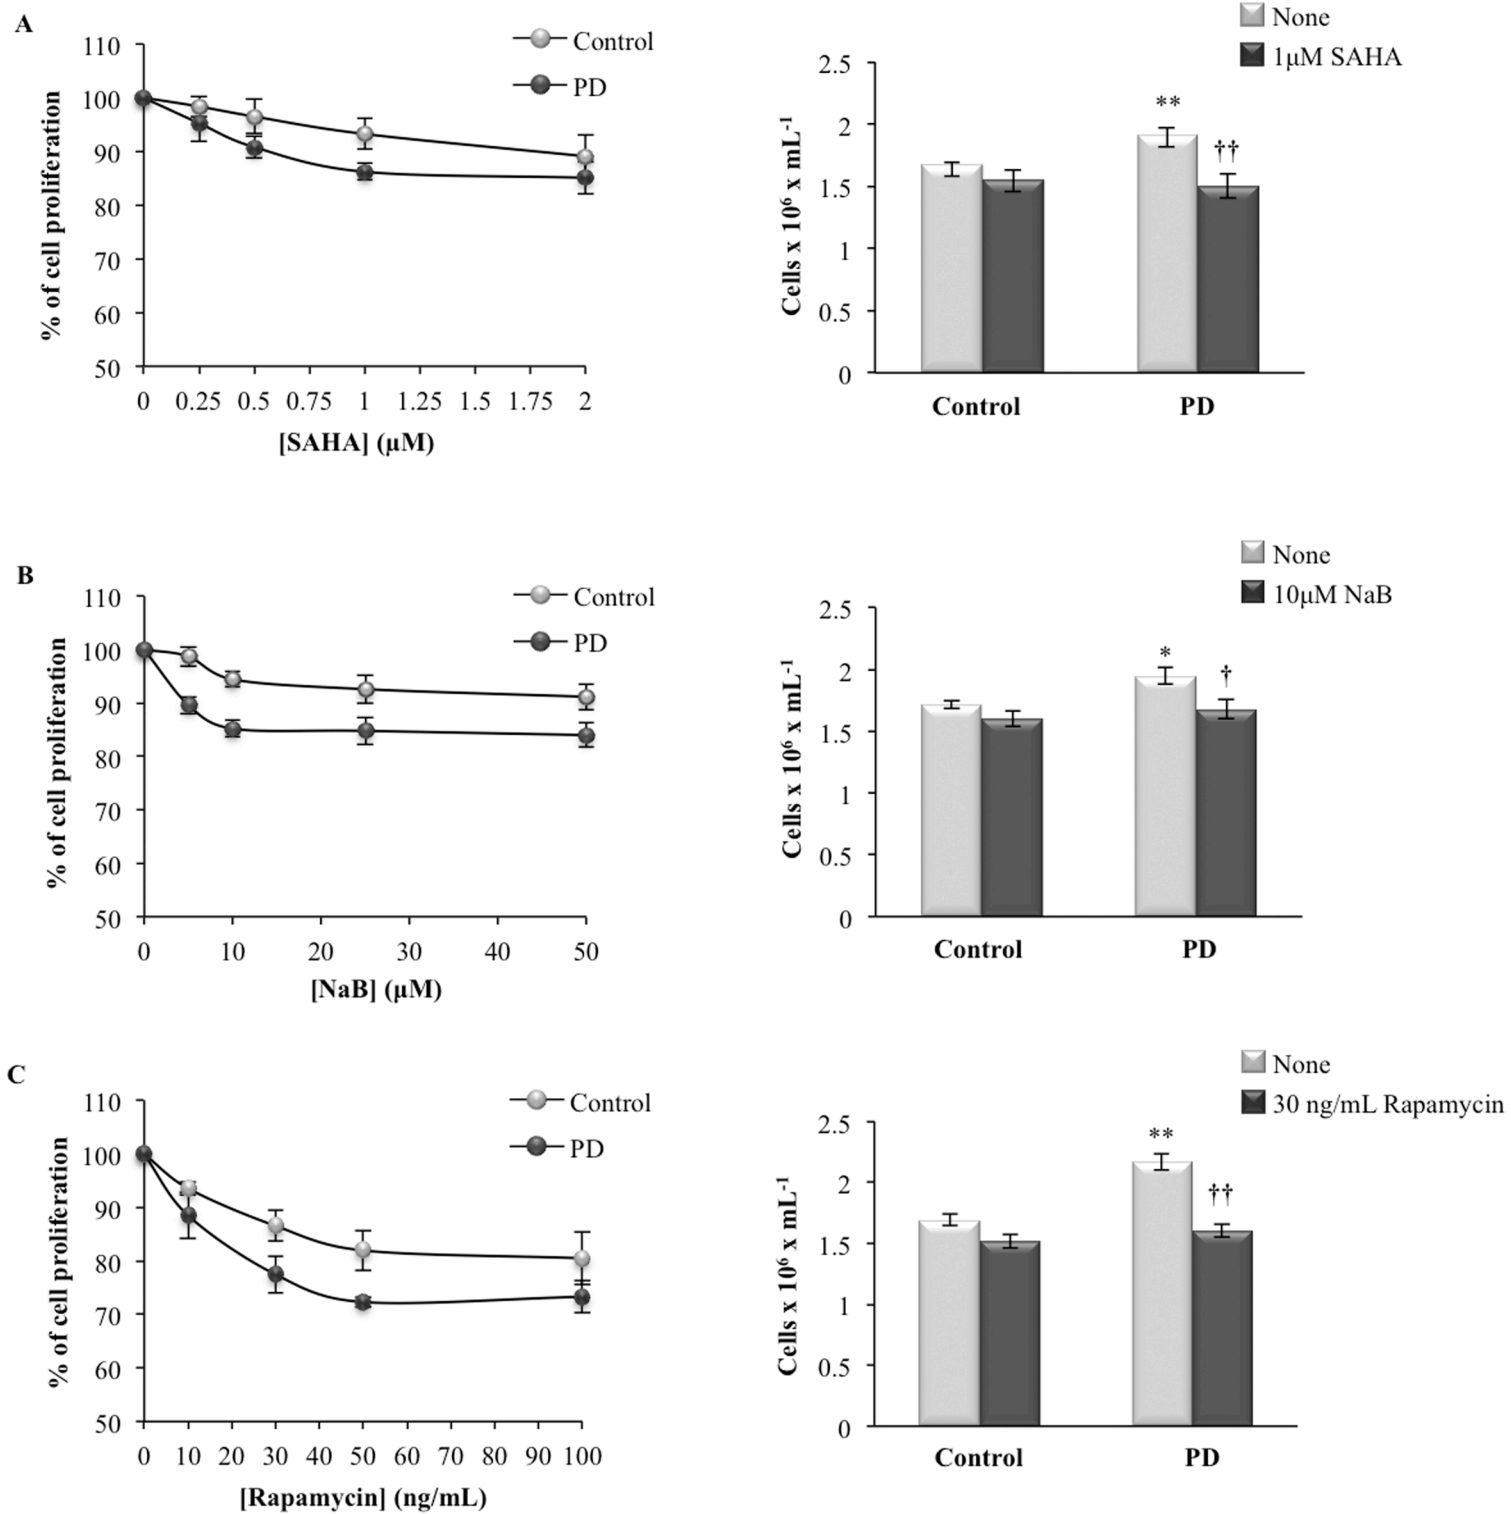 A
110
100
90
80
70
60
50
% of cell proliferation
0 0.25 0.5 0.75 1 1.25 1.5 1.75 2
[SAHA] (µM)
Control
PD
None
1µM SAHA
2.5
2
1.5
1
0.5
0
Cells x 10⁶ x mL⁻¹
**
††
Control PD
B
110
100
90
80
70
60
50
% of cell proliferation
0 10 20 30 40 50
[NaB] (µM)
Control
PD
None
10µM NaB
2.5
2
1.5
1
0.5
0
Cells x 10⁶ x mL⁻¹
*
†
Control PD
C
110
100
90
80
70
60
50
% of cell proliferation
0 10 20 30 40 50 60 70 80 90 100
[Rapamycin] (ng/mL)
Control
PD
None
30 ng/mL Rapamycin
2.5
2
1.5
1
0.5
0
Cells x 10⁶ x mL⁻¹
**
††
Control PD